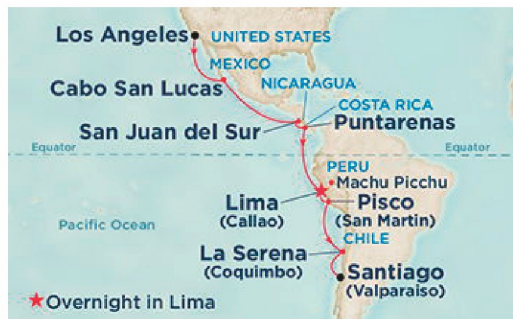 Los Angeles
UNITED STATES
MEXICO
Cabo San Lucas
NICARAGUA
COSTA RICA
San Juan del Sur
Puntarenas
Equator
Equator
PERU
Machu Picchu
Lima
(Callao)
Pisco
(San Martin)
Pacific Ocean
CHILE
La Serena
(Coquimbo)
Santiago
(Valparaiso)
Overnight in Lima